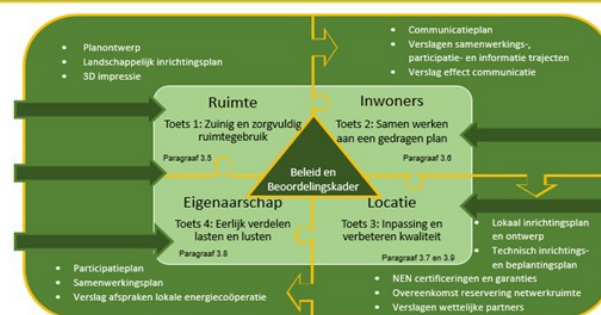 • Planontwerp
• Landschappelijk inrichtingsplan
• 3D impressie
• Communicatieplan
• Verslagen samenwerkings-,
participatie- en informatie trajecten
• Verslag effect communicatie
Ruimte
Toets 1: Zuinig en zorgvuldig
ruimtegebruik
Paragraaf 3.5
Inwoners
Toets 2: Samen werken
aan een gedragen plan
Paragraaf 3.6
Beleid en
Beoordelingskader
Eigenaarschap
Toets 4: Eerlijk verdelen
lasten en lusten
Paragraaf 3.8
Locatie
Toets 3: Inpassing en
verbeteren kwaliteit
Paragraaf 3.7 en 3.9
• Lokaal inrichtingsplan
en ontwerp
• Technisch inrichtings-
en beplantingsplan
• Participatieplan
• Samenwerkingsplan
• Verslag afspraken lokale energiecoöperatie
• NEN certificeringen en garanties
• Overeenkomst reservering netwerkruimte
• Verslagen wettelijke partners